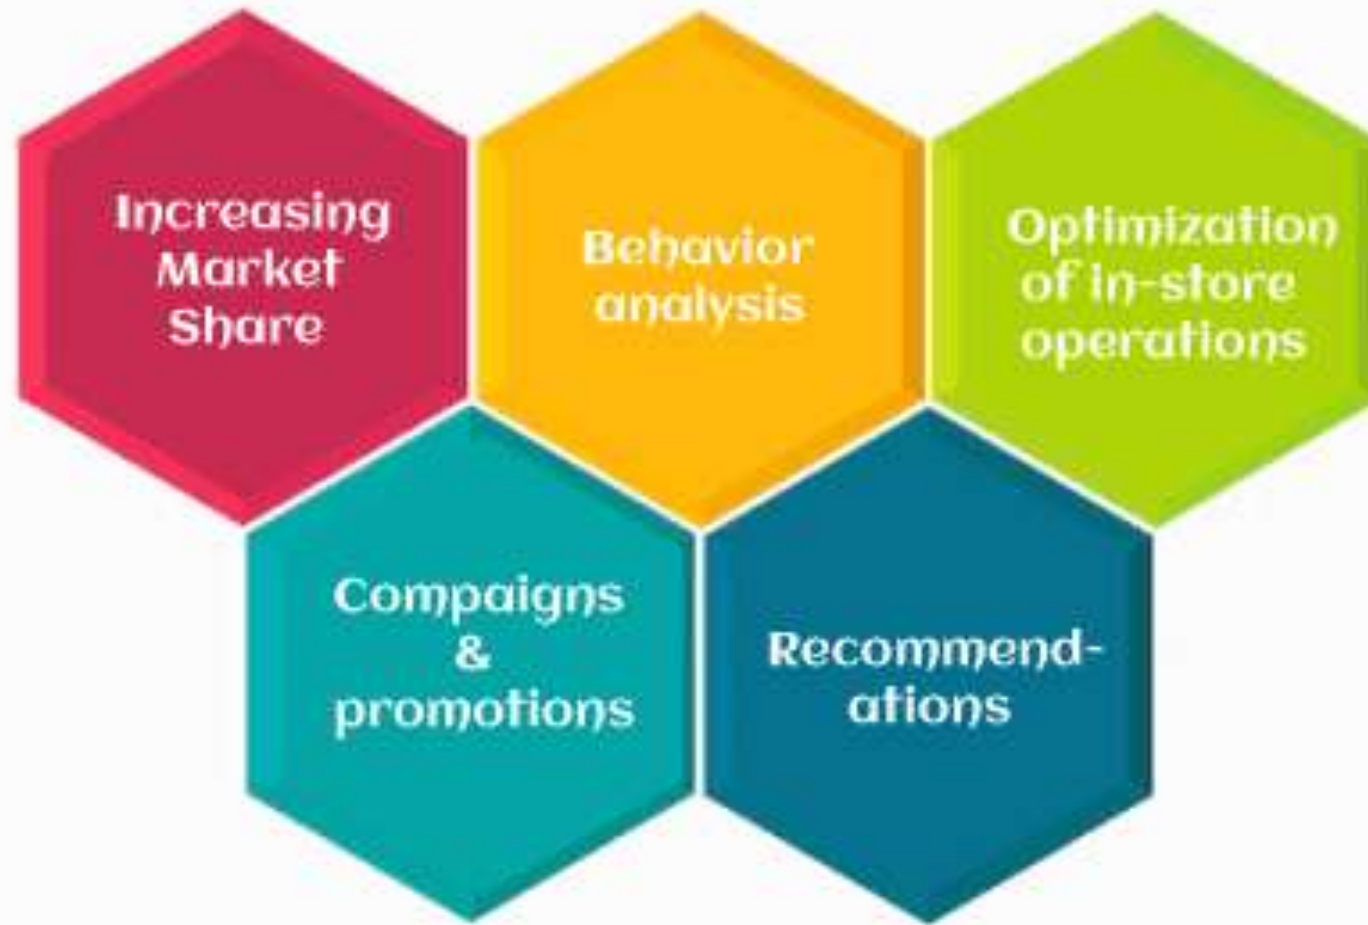 Increasing
Market
Share
Behavior
analysis
Optimization
of in-store
operations
Compaigns
&
promotions
Recommend-
ations